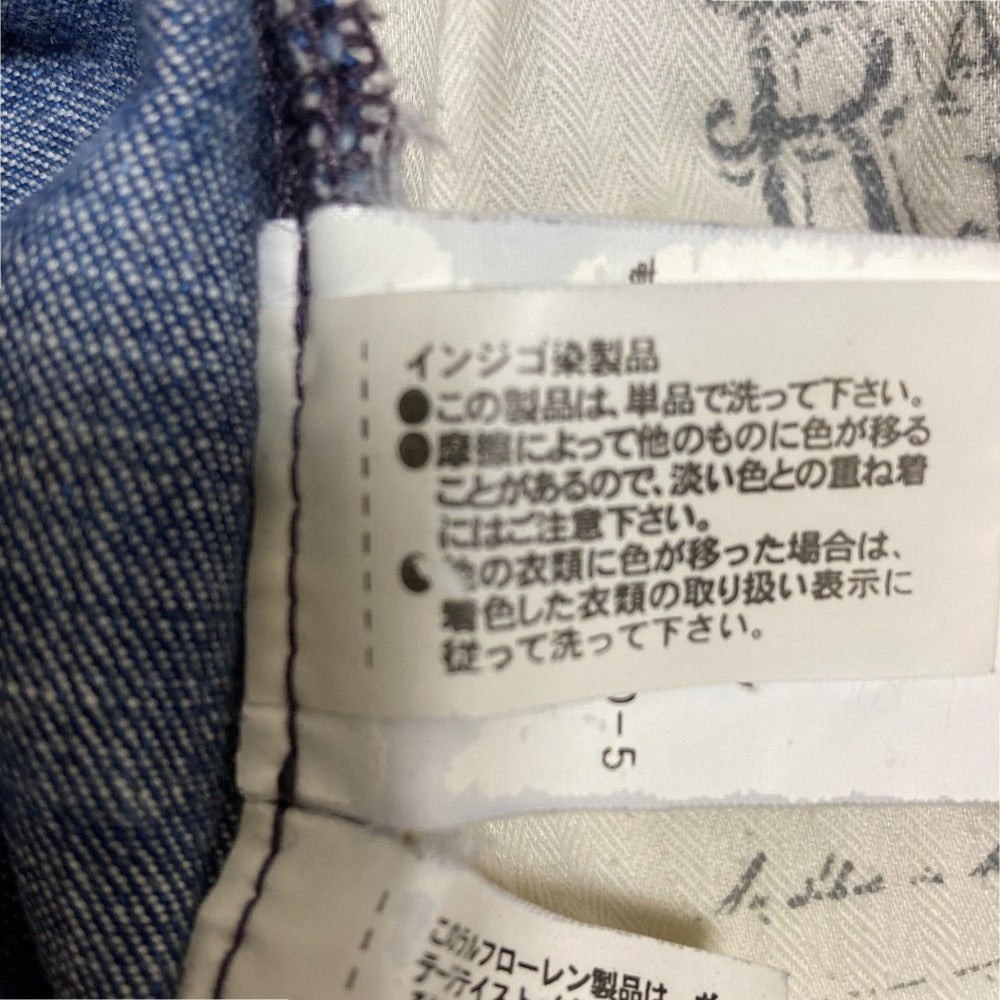 インジゴ染製品
●この製品は、単品で洗って下さい。
●摩擦によって他のものに色が移る
ことがあるので、淡い色との重ね着
にはご注意下さい。
●他の衣類に色が移った場合は、
着色した衣類の取り扱い表示に
従って洗って下さい。
-5
フローレン製品は